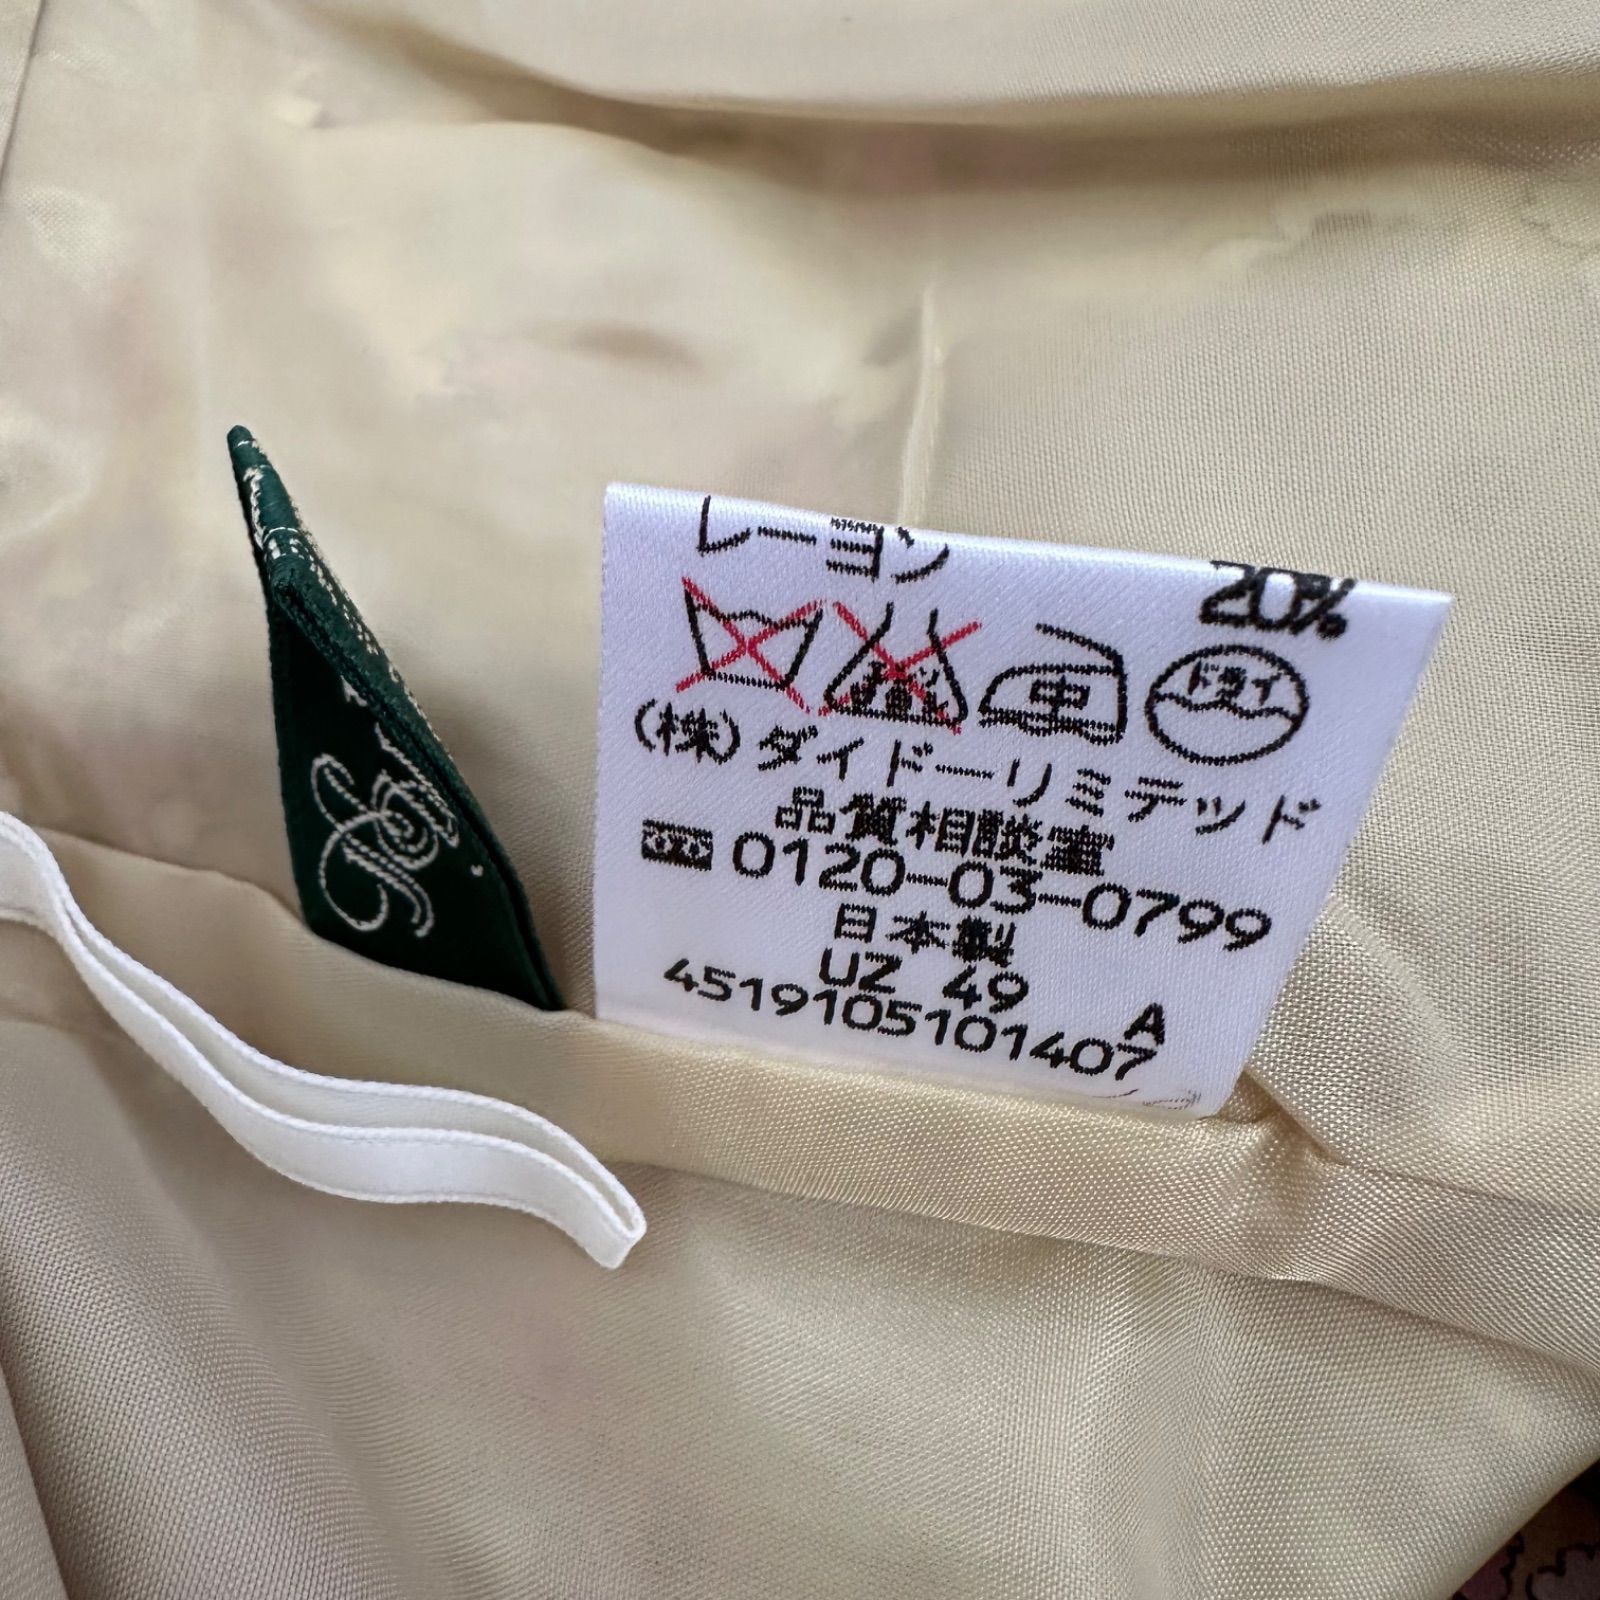 レーヨン 20%
中 ドライ
(株)ダイドーリミテッド
品質相談室
0120-03-0799
日本製
UZ 49 A
4519105101407